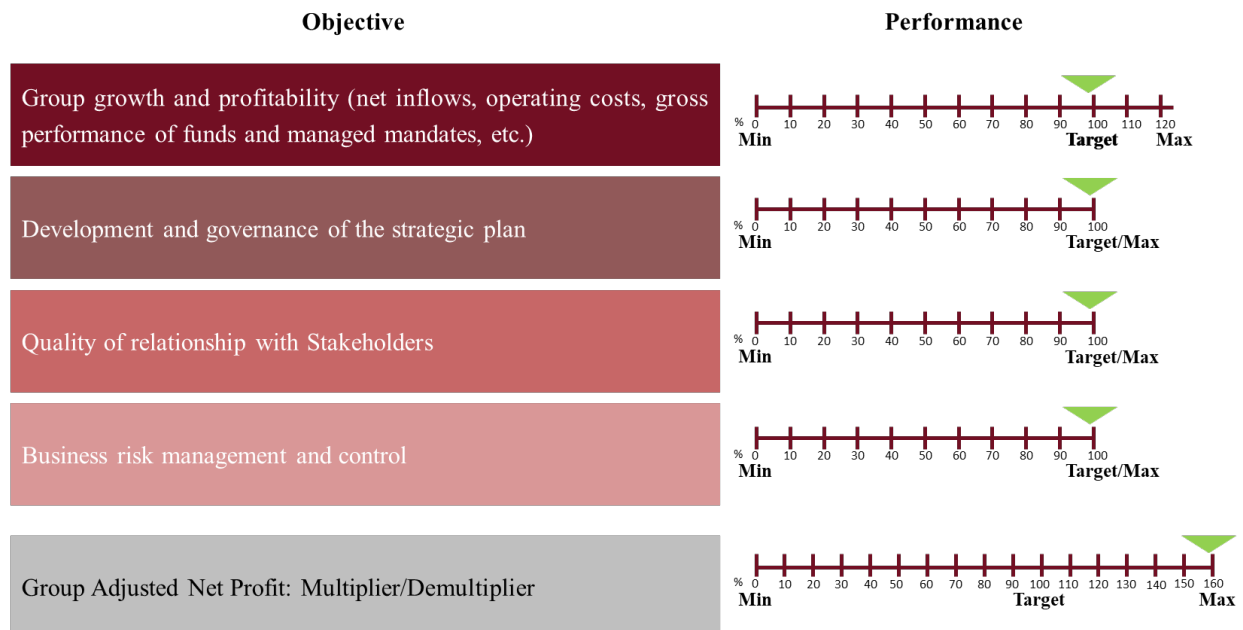 Objective Performance
Group growth and profitability (net inflows, operating costs, gross
performance of funds and managed mandates, etc.)
% 0 10 20 30 40 50 60 70 80 90 100 110 120
Min Target Max
Development and governance of the strategic plan
% 0 10 20 30 40 50 60 70 80 90 100
Min Target/Max
Quality of relationship with Stakeholders
% 0 10 20 30 40 50 60 70 80 90 100
Min Target/Max
Business risk management and control
% 0 10 20 30 40 50 60 70 80 90 100
Min Target/Max
Group Adjusted Net Profit: Multiplier/Demultiplier
% 0 10 20 30 40 50 60 70 80 90 100 110 120 130 140 150 160
Min Target Max